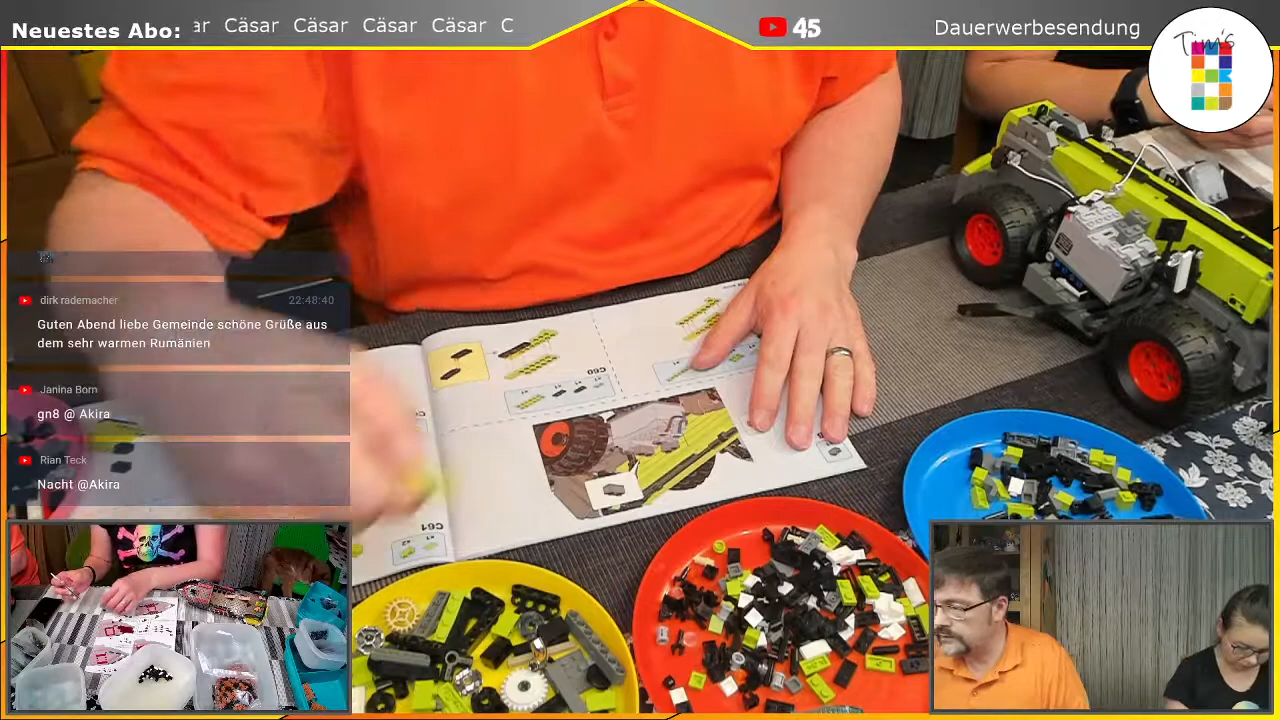 Neuestes Abo:
ar Cäsar Cäsar Cäsar Cäsar C
45
Dauerwerbesendung
Tim's
dirk rademacher
22:48:40
Guten Abend liebe Gemeinde schöne Grüße aus
dem sehr warmen Rumänien
Janina Born
gn8 @ Akira
Rian Teck
Nacht @Akira
C60
C61